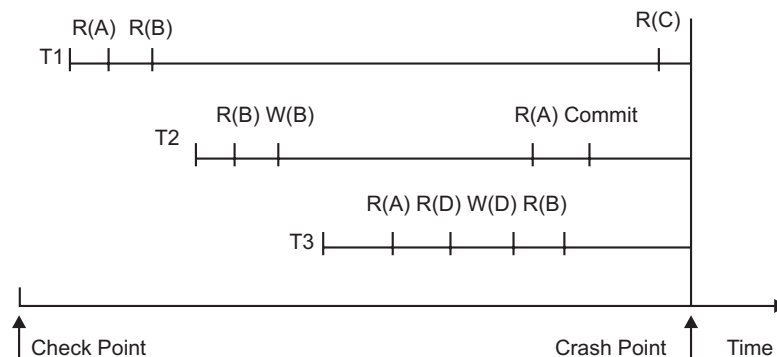 R(A) R(B) R(C)
T1
R(B) W(B) R(A) Commit
T2
R(A) R(D) W(D) R(B)
T3
Check Point Crash Point Time